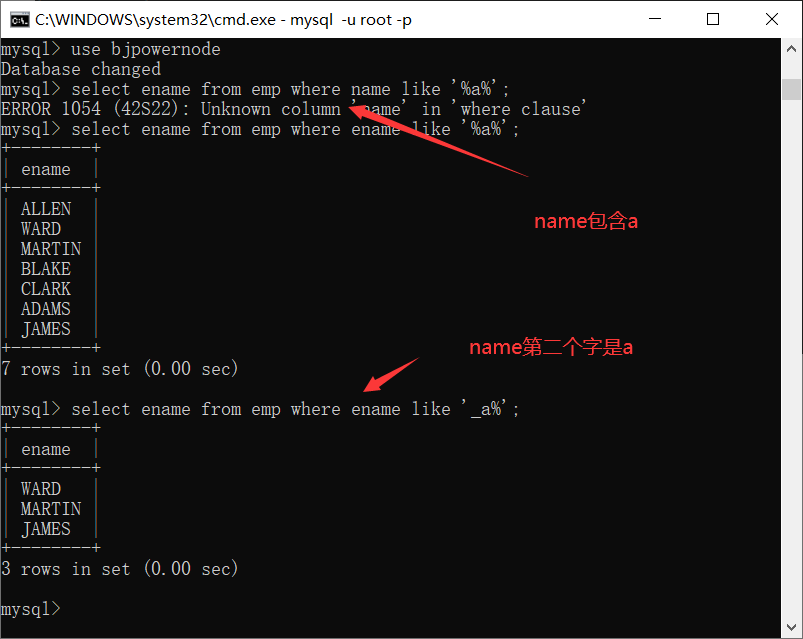 C:\WINDOWS\system32\cmd.exe - mysql  -u root -p
mysql> use bjpowernode
Database changed
mysql> select ename from emp where name like '%a%';
ERROR 1054 (42S22): Unknown column 'name' in 'where clause'
mysql> select ename from emp where ename like '%a%';
+--------+
| ename  |
+--------+
| ALLEN  |
| WARD   |
| MARTIN |
| BLAKE  |
| CLARK  |
| ADAMS  |
| JAMES  |
+--------+
7 rows in set (0.00 sec)
name包含a
name第二个字是a
mysql> select ename from emp where ename like '_a%';
+--------+
| ename  |
+--------+
| WARD   |
| MARTIN |
| JAMES  |
+--------+
3 rows in set (0.00 sec)
mysql>